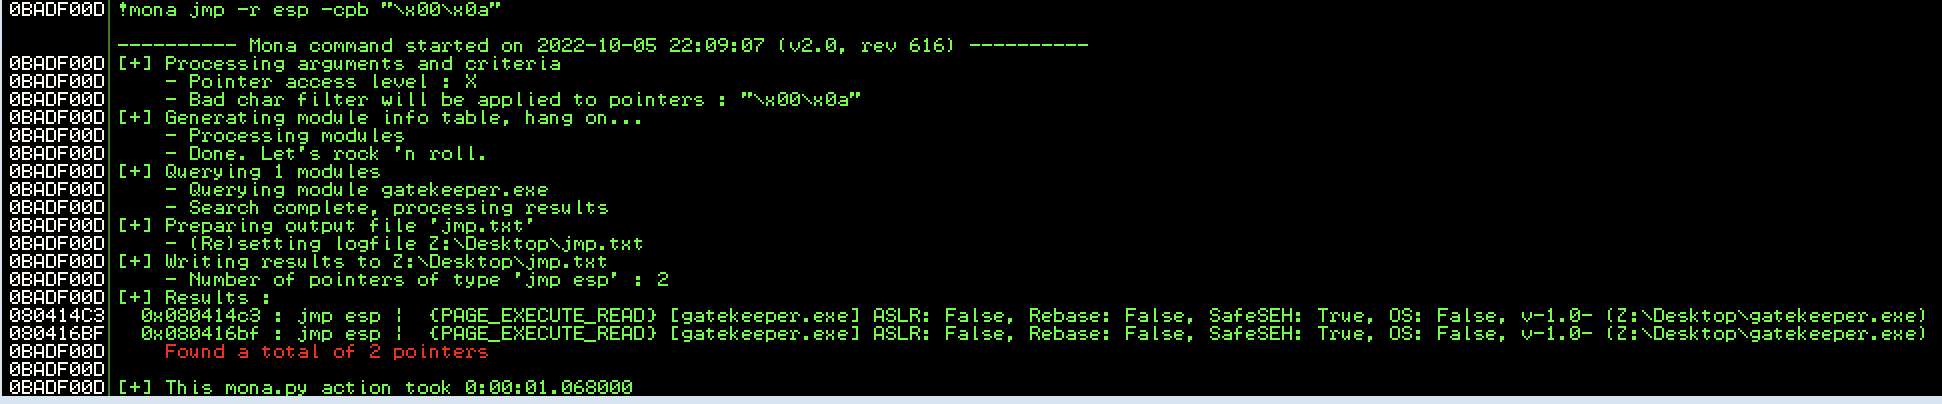 0BADF00D !mona jmp -r esp -cpb "\x00\x0a"
---------- Mona command started on 2022-10-05 22:09:07 (v2.0, rev 616) ----------
0BADF00D [+] Processing arguments and criteria
0BADF00D - Pointer access level : X
0BADF00D - Bad char filter will be applied to pointers : "\x00\x0a"
0BADF00D [+] Generating module info table, hang on...
0BADF00D - Processing modules
0BADF00D - Done. Let's rock 'n roll.
0BADF00D [+] Querying 1 modules
0BADF00D - Querying module gatekeeper.exe
0BADF00D - Search complete, processing results
0BADF00D [+] Preparing output file 'jmp.txt'
0BADF00D - (Re)setting logfile Z:\Desktop\jmp.txt
0BADF00D [+] Writing results to Z:\Desktop\jmp.txt
0BADF00D - Number of pointers of type 'jmp esp' : 2
0BADF00D [+] Results :
080414C3 0x080414c3 : jmp esp | {PAGE_EXECUTE_READ} [gatekeeper.exe] ASLR: False, Rebase: False, SafeSEH: True, OS: False, v-1.0- (Z:\Desktop\gatekeeper.exe)
080416BF 0x080416bf : jmp esp | {PAGE_EXECUTE_READ} [gatekeeper.exe] ASLR: False, Rebase: False, SafeSEH: True, OS: False, v-1.0- (Z:\Desktop\gatekeeper.exe)
0BADF00D Found a total of 2 pointers
0BADF00D
0BADF00D [+] This mona.py action took 0:00:01.068000